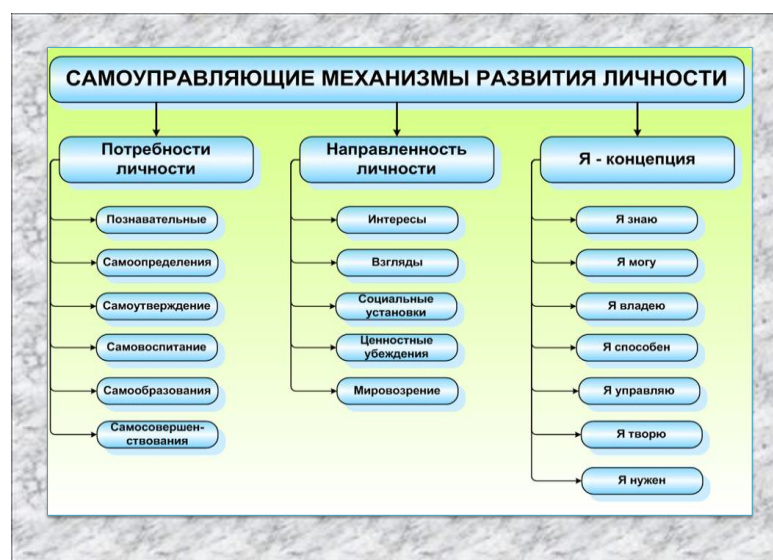 САМОУПРАВЛЯЮЩИЕ МЕХАНИЗМЫ РАЗВИТИЯ ЛИЧНОСТИ
Потребности
личности
Познавательные
Самоопределения
Самоутверждение
Самовоспитание
Самообразования
Самосовершен-
ствования
Направленность
личности
Интересы
Взгляды
Социальные
установки
Ценностные
убеждения
Мировозрение
Я - концепция
Я знаю
Я могу
Я владею
Я способен
Я управляю
Я творю
Я нужен